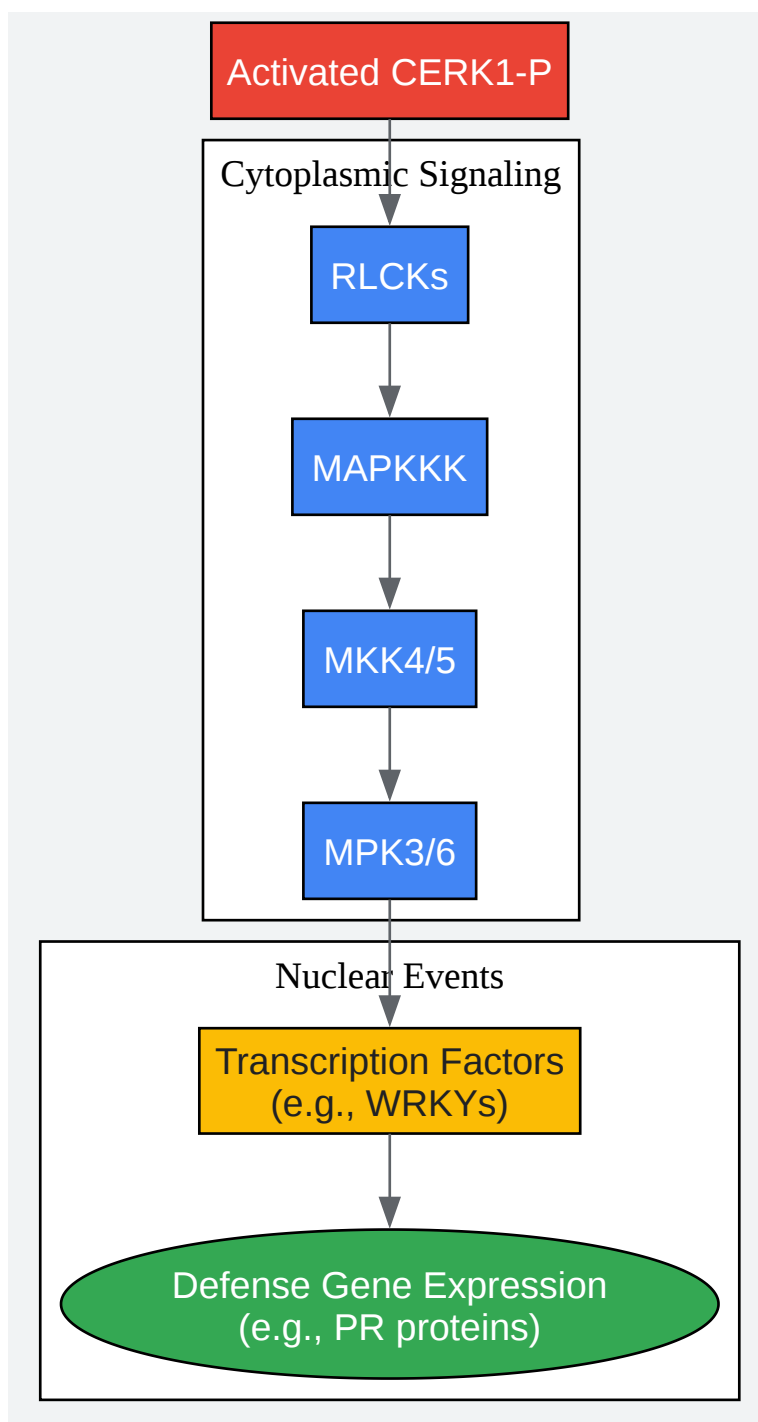 Activated CERK1-P
Cytoplasmic Signaling
RLCKs
MAPKKK
MKK4/5
MPK3/6
Nuclear Events
Transcription Factors
(e.g., WRKYs)
Defense Gene Expression
(e.g., PR proteins)